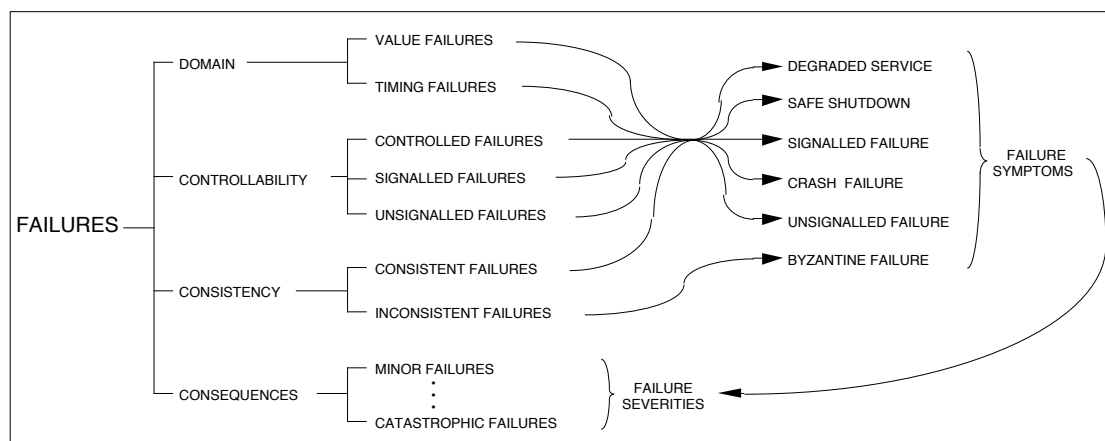 FAILURES
DOMAIN
VALUE FAILURES
TIMING FAILURES
CONTROLLABILITY
CONTROLLED FAILURES
SIGNALLED FAILURES
UNSIGNALLED FAILURES
CONSISTENCY
CONSISTENT FAILURES
INCONSISTENT FAILURES
CONSEQUENCES
MINOR FAILURES
CATASTROPHIC FAILURES
FAILURE
SEVERITIES
DEGRADED SERVICE
SAFE SHUTDOWN
SIGNALLED FAILURE
CRASH FAILURE
UNSIGNALLED FAILURE
BYZANTINE FAILURE
FAILURE
SYMPTOMS